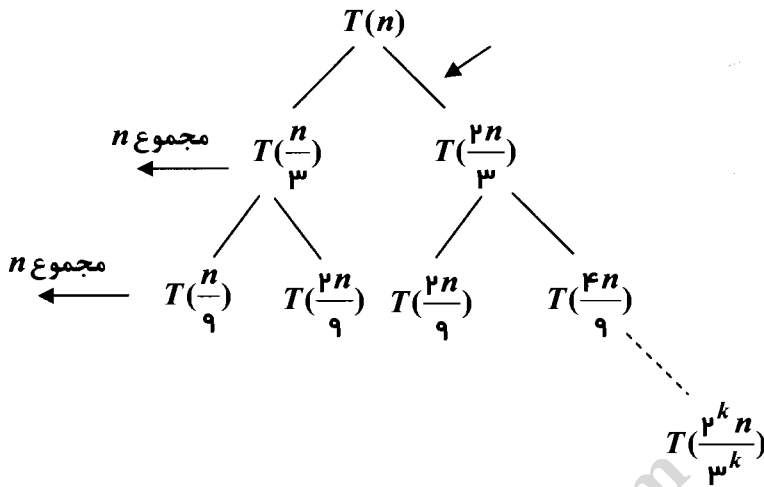 T(n)
مجموع n
T(n/۳) T(۲n/۳)
مجموع n
T(n/۹) T(۲n/۹) T(۲n/۹) T(۴n/۹)
T(۲^k n/۳^k)